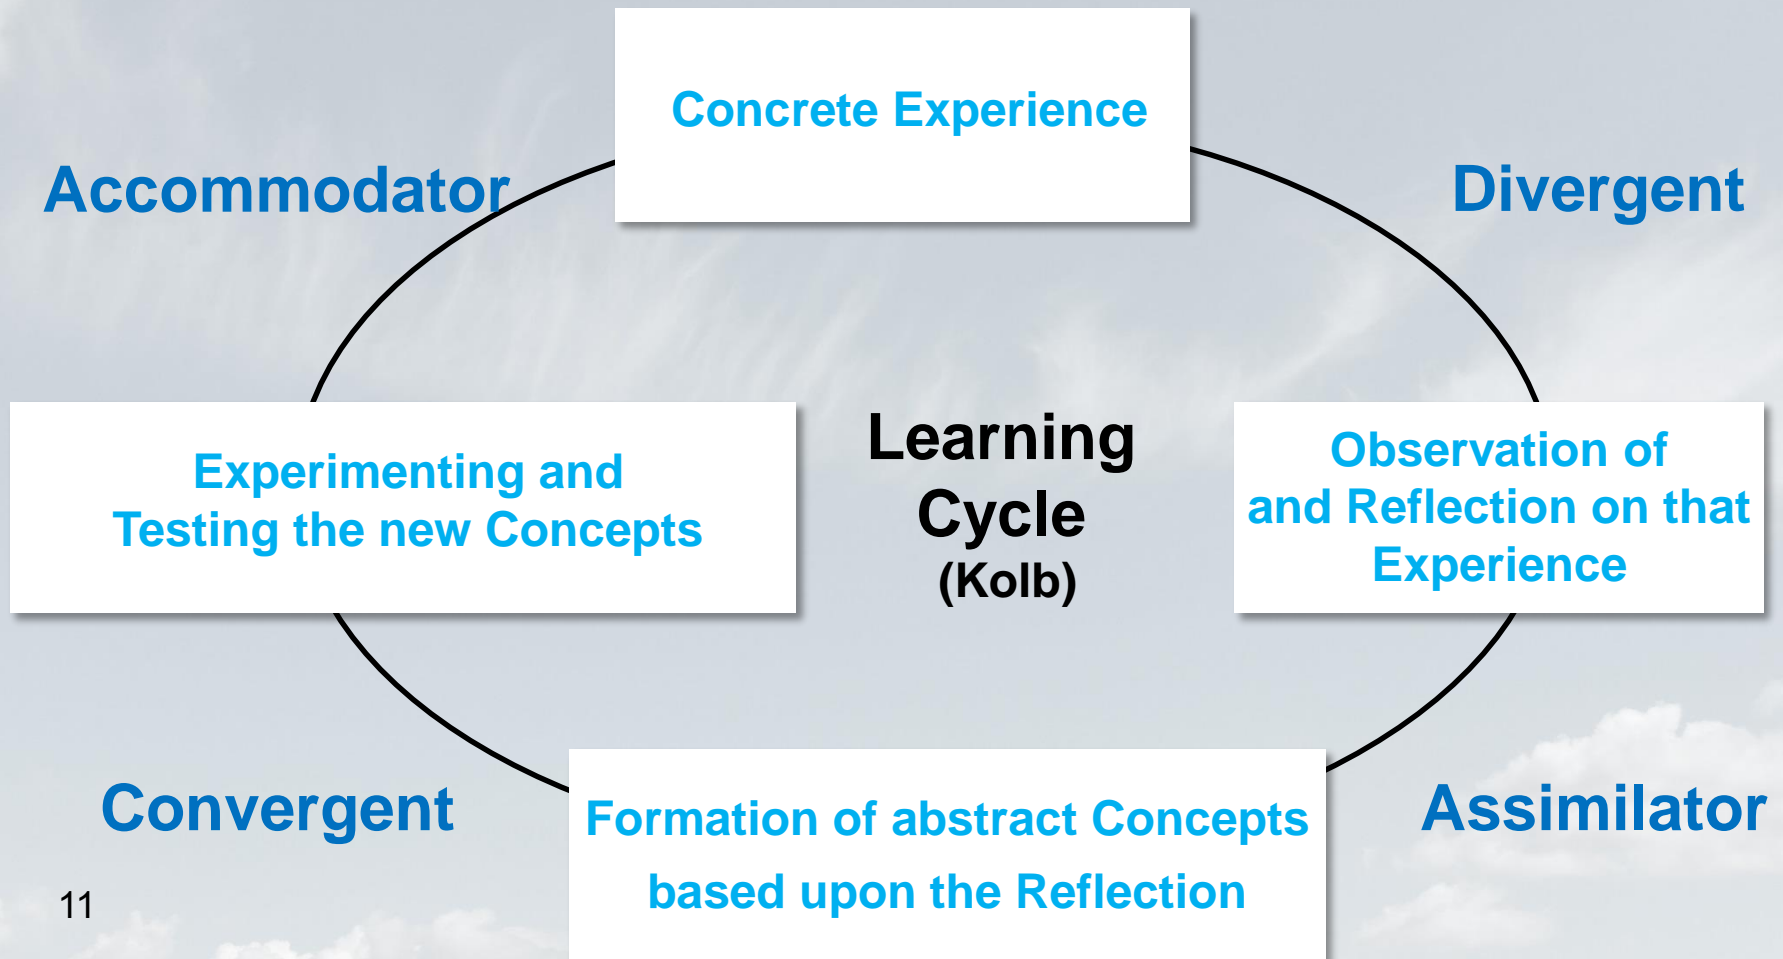 Concrete Experience
Accommodator
Divergent
Experimenting and
Testing the new Concepts
Learning
Cycle
(Kolb)
Observation of
and Reflection on that
Experience
Convergent
Formation of abstract Concepts
based upon the Reflection
Assimilator
11